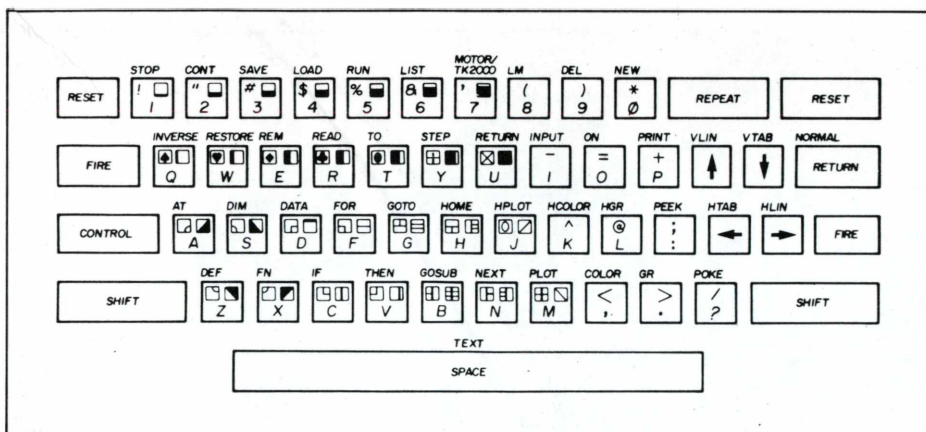 STOP CONT SAVE LOAD RUN LIST MOTOR/TK2000 LM DEL NEW
RESET ! " # $ % & ' ( ) * REPEAT RESET
1 2 3 4 5 6 7 8 9 Ø
INVERSE RESTORE REM READ TO STEP RETURN INPUT ON PRINT VLIN VTAB NORMAL
FIRE - = + RETURN
Q W E R T Y U I O P
AT DIM DATA FOR GOTO HOME HPLOT HCOLOR HGR PEEK HTAB HLIN
CONTROL ^ @ ; FIRE
A S D F G H J K L :
DEF FN IF THEN GOSUB NEXT PLOT COLOR GR POKE
SHIFT < > / SHIFT
Z X C V B N M , . ?
TEXT
SPACE